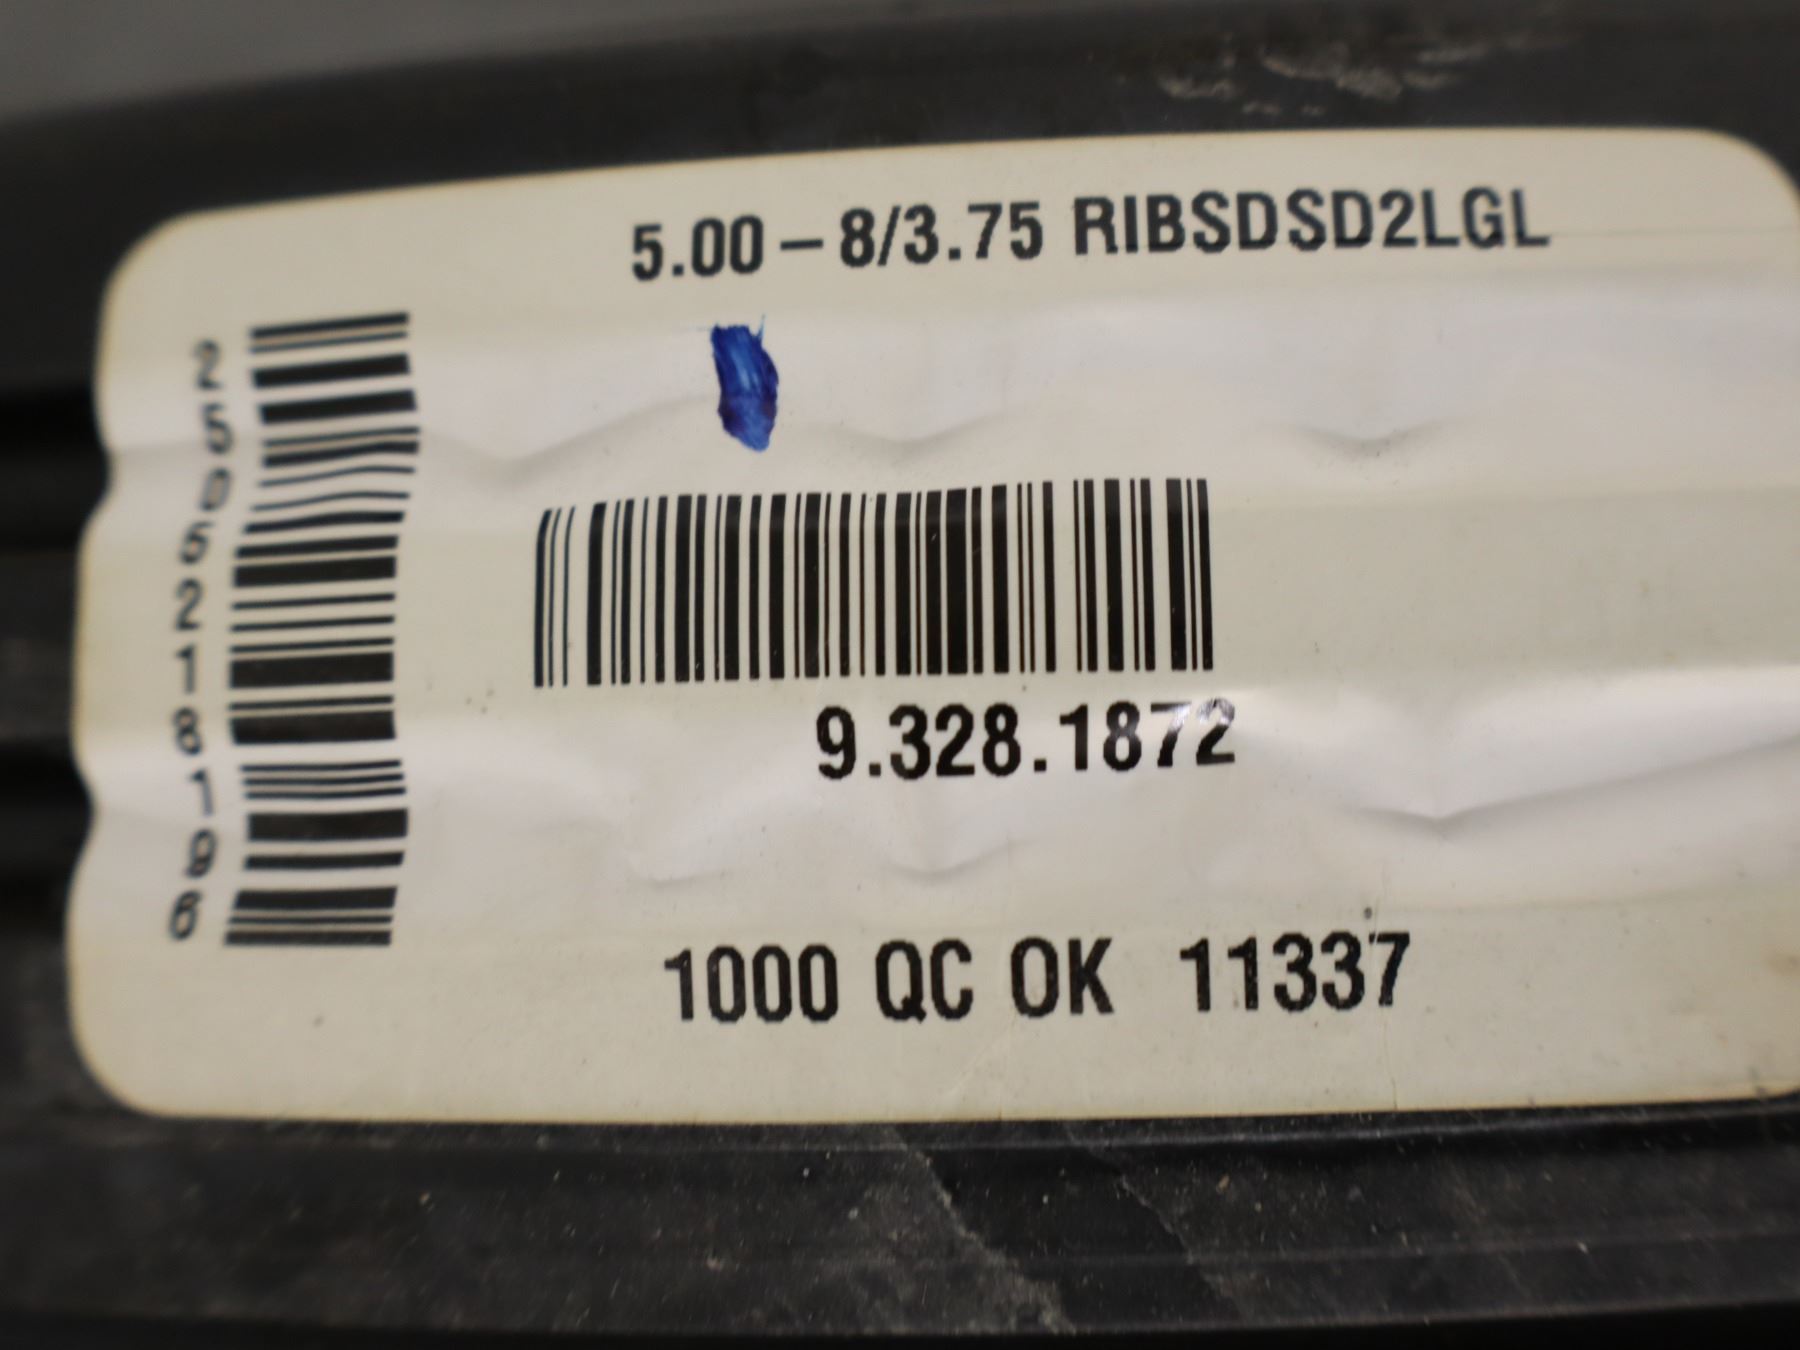 5.00-8/3.75 RIBSDSD2LGL
2505218196
9.328.1872
1000 QC OK 11337